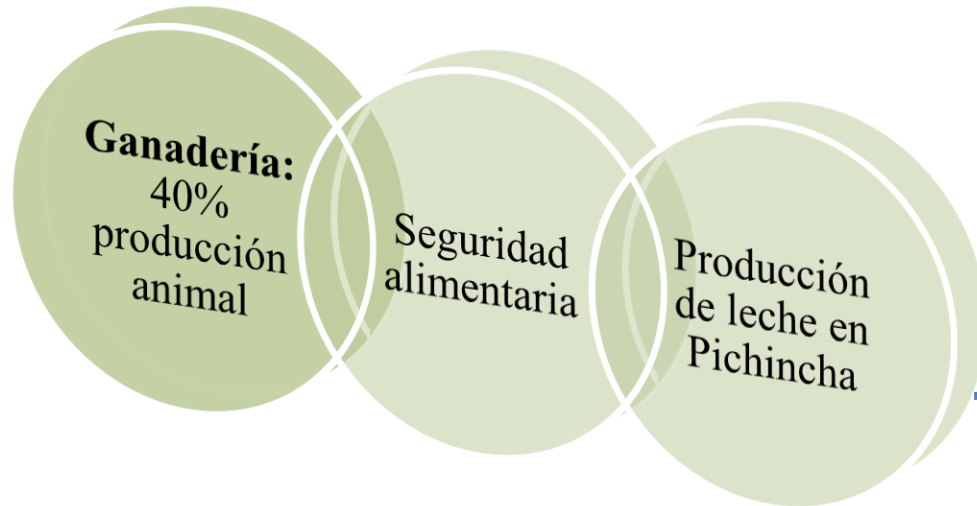 Ganadería:
40%
producción
animal
Seguridad
alimentaria
Producción
de leche en
Pichincha